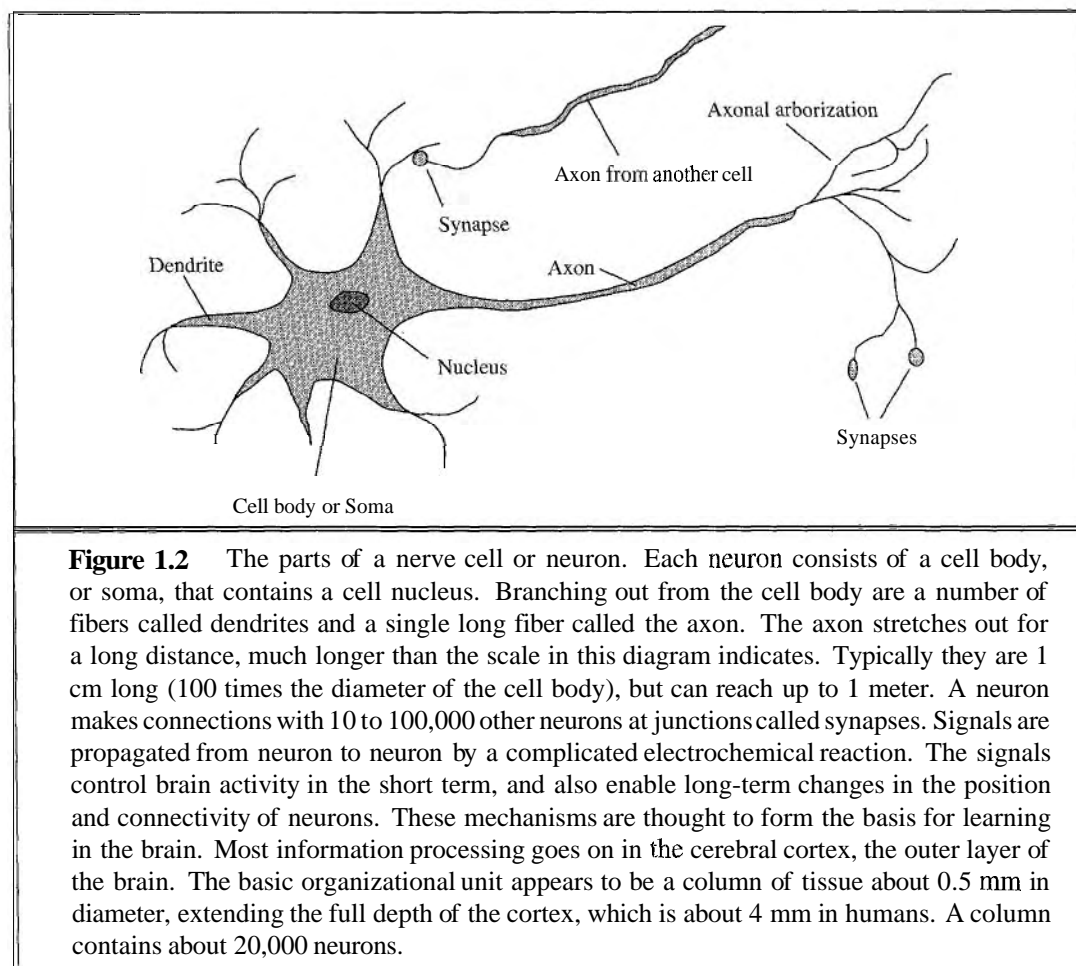 Axonal arborization
Axon from another cell
Synapse
Dendrite
Axon
Nucleus
Synapses
Cell body or Soma
Figure 1.2 The parts of a nerve cell or neuron. Each neuron consists of a cell body,
or soma, that contains a cell nucleus. Branching out from the cell body are a number of
fibers called dendrites and a single long fiber called the axon. The axon stretches out for
a long distance, much longer than the scale in this diagram indicates. Typically they are 1
cm long (100 times the diameter of the cell body), but can reach up to 1 meter. A neuron
makes connections with 10 to 100,000 other neurons at junctions called synapses. Signals are
propagated from neuron to neuron by a complicated electrochemical reaction. The signals
control brain activity in the short term, and also enable long-term changes in the position
and connectivity of neurons. These mechanisms are thought to form the basis for learning
in the brain. Most information processing goes on in the cerebral cortex, the outer layer of
the brain. The basic organizational unit appears to be a column of tissue about 0.5 mm in
diameter, extending the full depth of the cortex, which is about 4 mm in humans. A column
contains about 20,000 neurons.